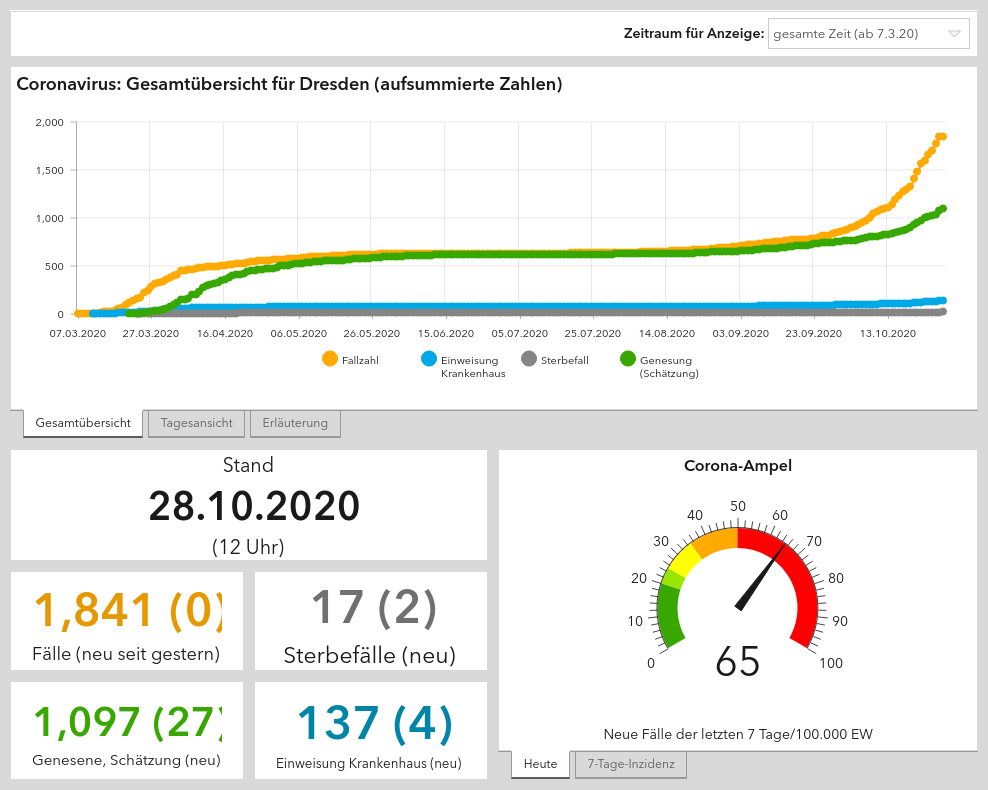 Zeitraum für Anzeige: gesamte Zeit (ab 7.3.20)
Coronavirus: Gesamtübersicht für Dresden (aufsummierte Zahlen)
2,000
1,500
1,000
500
0
07.03.2020 27.03.2020 16.04.2020 06.05.2020 26.05.2020 15.06.2020 05.07.2020 25.07.2020 14.08.2020 03.09.2020 23.09.2020 13.10.2020
Fallzahl Einweisung Krankenhaus Sterbefall Genesung (Schätzung)
Gesamtübersicht Tagesansicht Erläuterung
Stand
28.10.2020
(12 Uhr)
1,841 (0)
Fälle (neu seit gestern)
17 (2)
Sterbefälle (neu)
1,097 (27)
Genesene, Schätzung (neu)
137 (4)
Einweisung Krankenhaus (neu)
Corona-Ampel
0 10 20 30 40 50 60 70 80 90 100
65
Neue Fälle der letzten 7 Tage/100.000 EW
Heute 7-Tage-Inzidenz